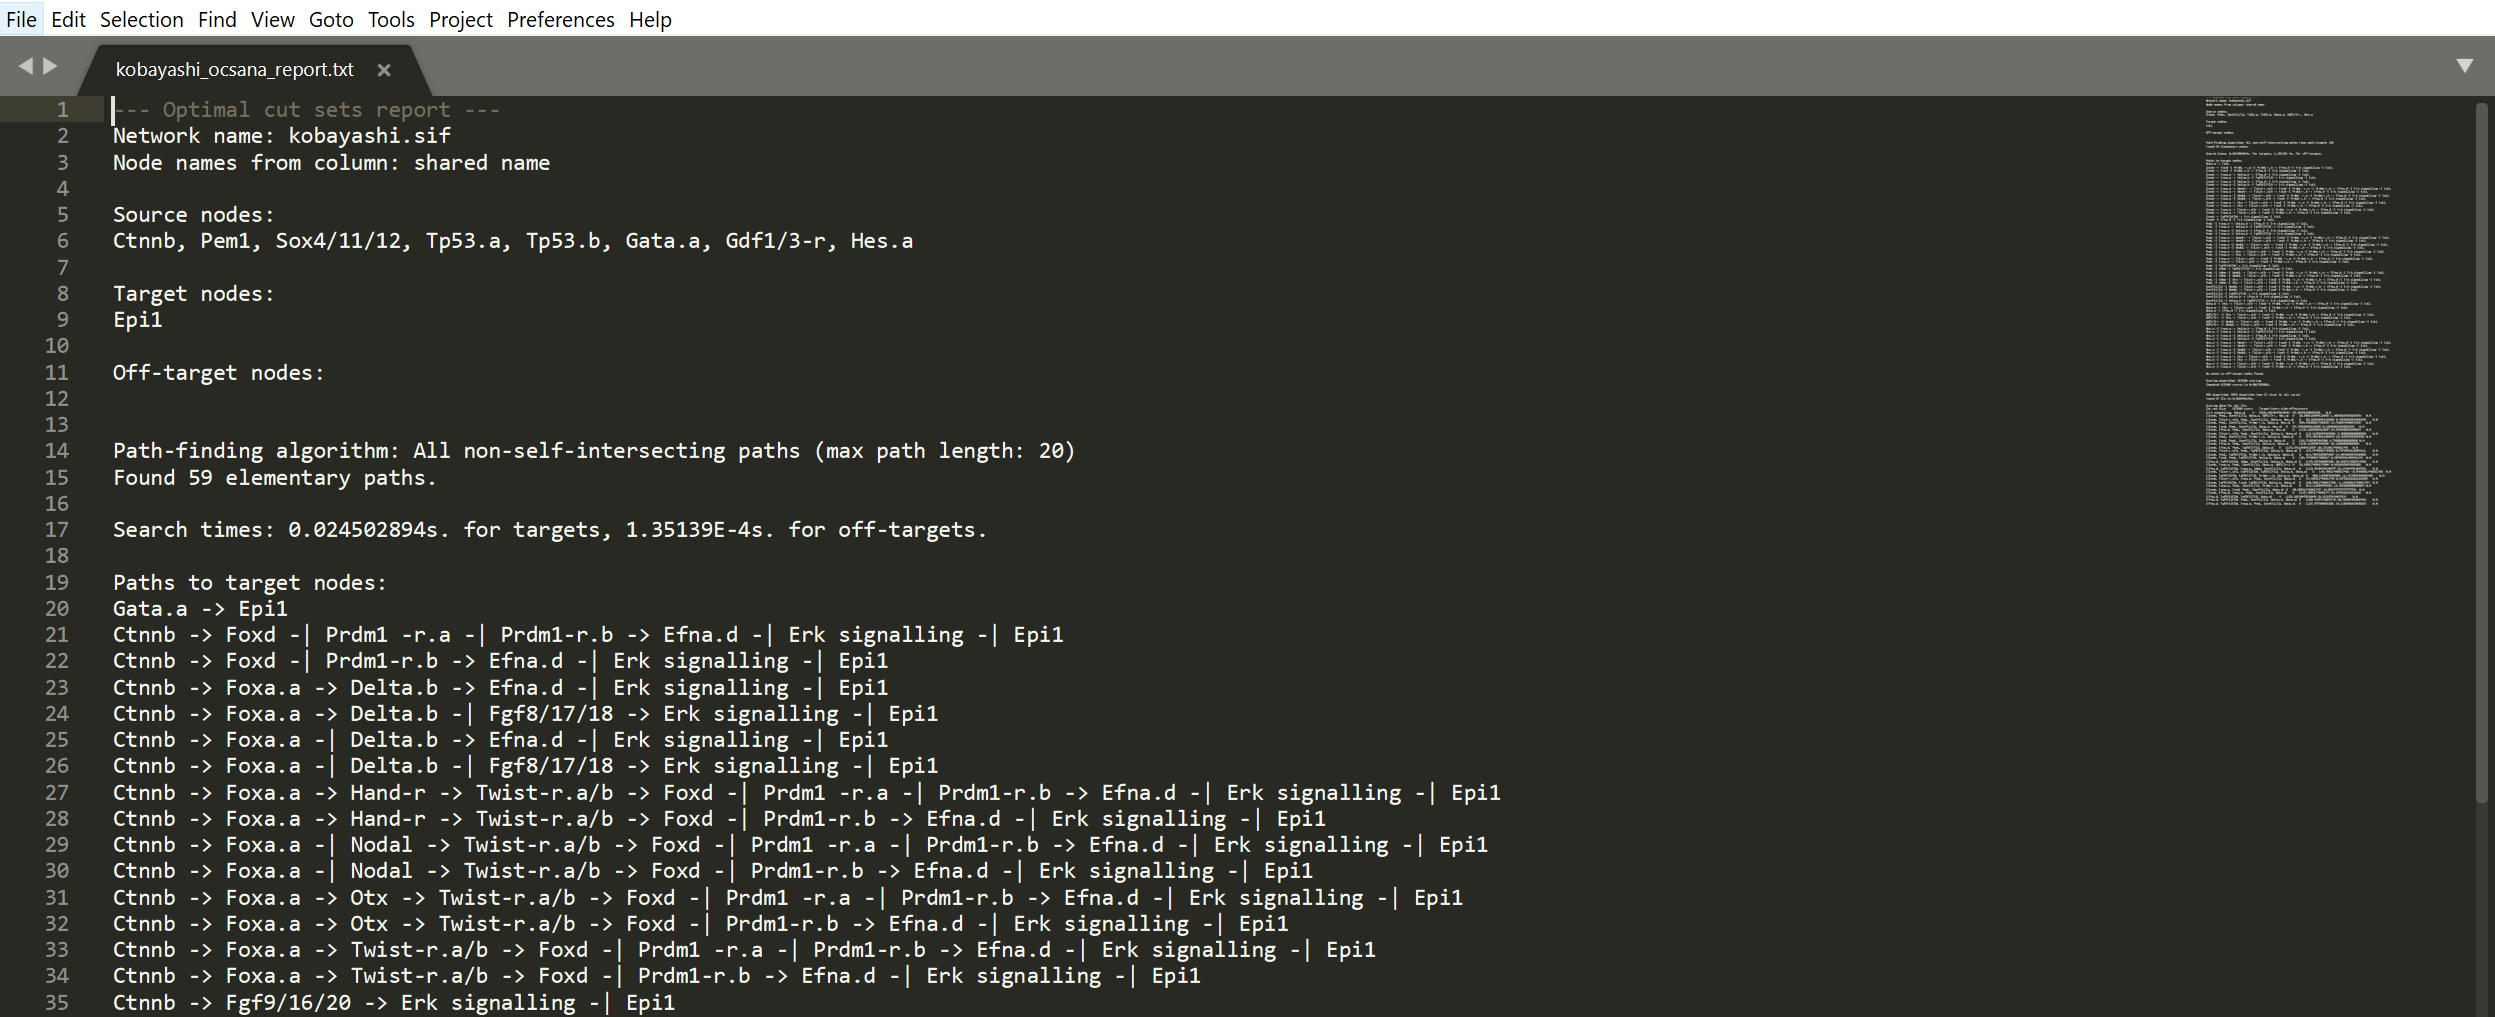 File Edit Selection Find View Goto Tools Project Preferences Help
kobayashi_ocsana_report.txt ×
1 --- Optimal cut sets report ---
2 Network name: kobayashi.sif
3 Node names from column: shared name
4
5 Source nodes:
6 Ctnnb, Pem1, Sox4/11/12, Tp53.a, Tp53.b, Gata.a, Gdf1/3-r, Hes.a
7
8 Target nodes:
9 Epi1
10
11 Off-target nodes:
12
13
14 Path-finding algorithm: All non-self-intersecting paths (max path length: 20)
15 Found 59 elementary paths.
16
17 Search times: 0.024502894s. for targets, 1.35139E-4s. for off-targets.
18
19 Paths to target nodes:
20 Gata.a -> Epi1
21 Ctnnb -> Foxd -| Prdm1 -r.a -| Prdm1-r.b -> Efna.d -| Erk signalling -| Epi1
22 Ctnnb -> Foxd -| Prdm1-r.b -> Efna.d -| Erk signalling -| Epi1
23 Ctnnb -> Foxa.a -> Delta.b -> Efna.d -| Erk signalling -| Epi1
24 Ctnnb -> Foxa.a -> Delta.b -| Fgf8/17/18 -> Erk signalling -| Epi1
25 Ctnnb -> Foxa.a -| Delta.b -> Efna.d -| Erk signalling -| Epi1
26 Ctnnb -> Foxa.a -| Delta.b -| Fgf8/17/18 -> Erk signalling -| Epi1
27 Ctnnb -> Foxa.a -> Hand-r -> Twist-r.a/b -> Foxd -| Prdm1 -r.a -| Prdm1-r.b -> Efna.d -| Erk signalling -| Epi1
28 Ctnnb -> Foxa.a -> Hand-r -> Twist-r.a/b -> Foxd -| Prdm1-r.b -> Efna.d -| Erk signalling -| Epi1
29 Ctnnb -> Foxa.a -| Nodal -> Twist-r.a/b -> Foxd -| Prdm1 -r.a -| Prdm1-r.b -> Efna.d -| Erk signalling -| Epi1
30 Ctnnb -> Foxa.a -| Nodal -> Twist-r.a/b -> Foxd -| Prdm1-r.b -> Efna.d -| Erk signalling -| Epi1
31 Ctnnb -> Foxa.a -> Otx -> Twist-r.a/b -> Foxd -| Prdm1 -r.a -| Prdm1-r.b -> Efna.d -| Erk signalling -| Epi1
32 Ctnnb -> Foxa.a -> Otx -> Twist-r.a/b -> Foxd -| Prdm1-r.b -> Efna.d -| Erk signalling -| Epi1
33 Ctnnb -> Foxa.a -> Twist-r.a/b -> Foxd -| Prdm1 -r.a -| Prdm1-r.b -> Efna.d -| Erk signalling -| Epi1
34 Ctnnb -> Foxa.a -> Twist-r.a/b -> Foxd -| Prdm1-r.b -> Efna.d -| Erk signalling -| Epi1
35 Ctnnb -> Fgf9/16/20 -> Erk signalling -| Epi1